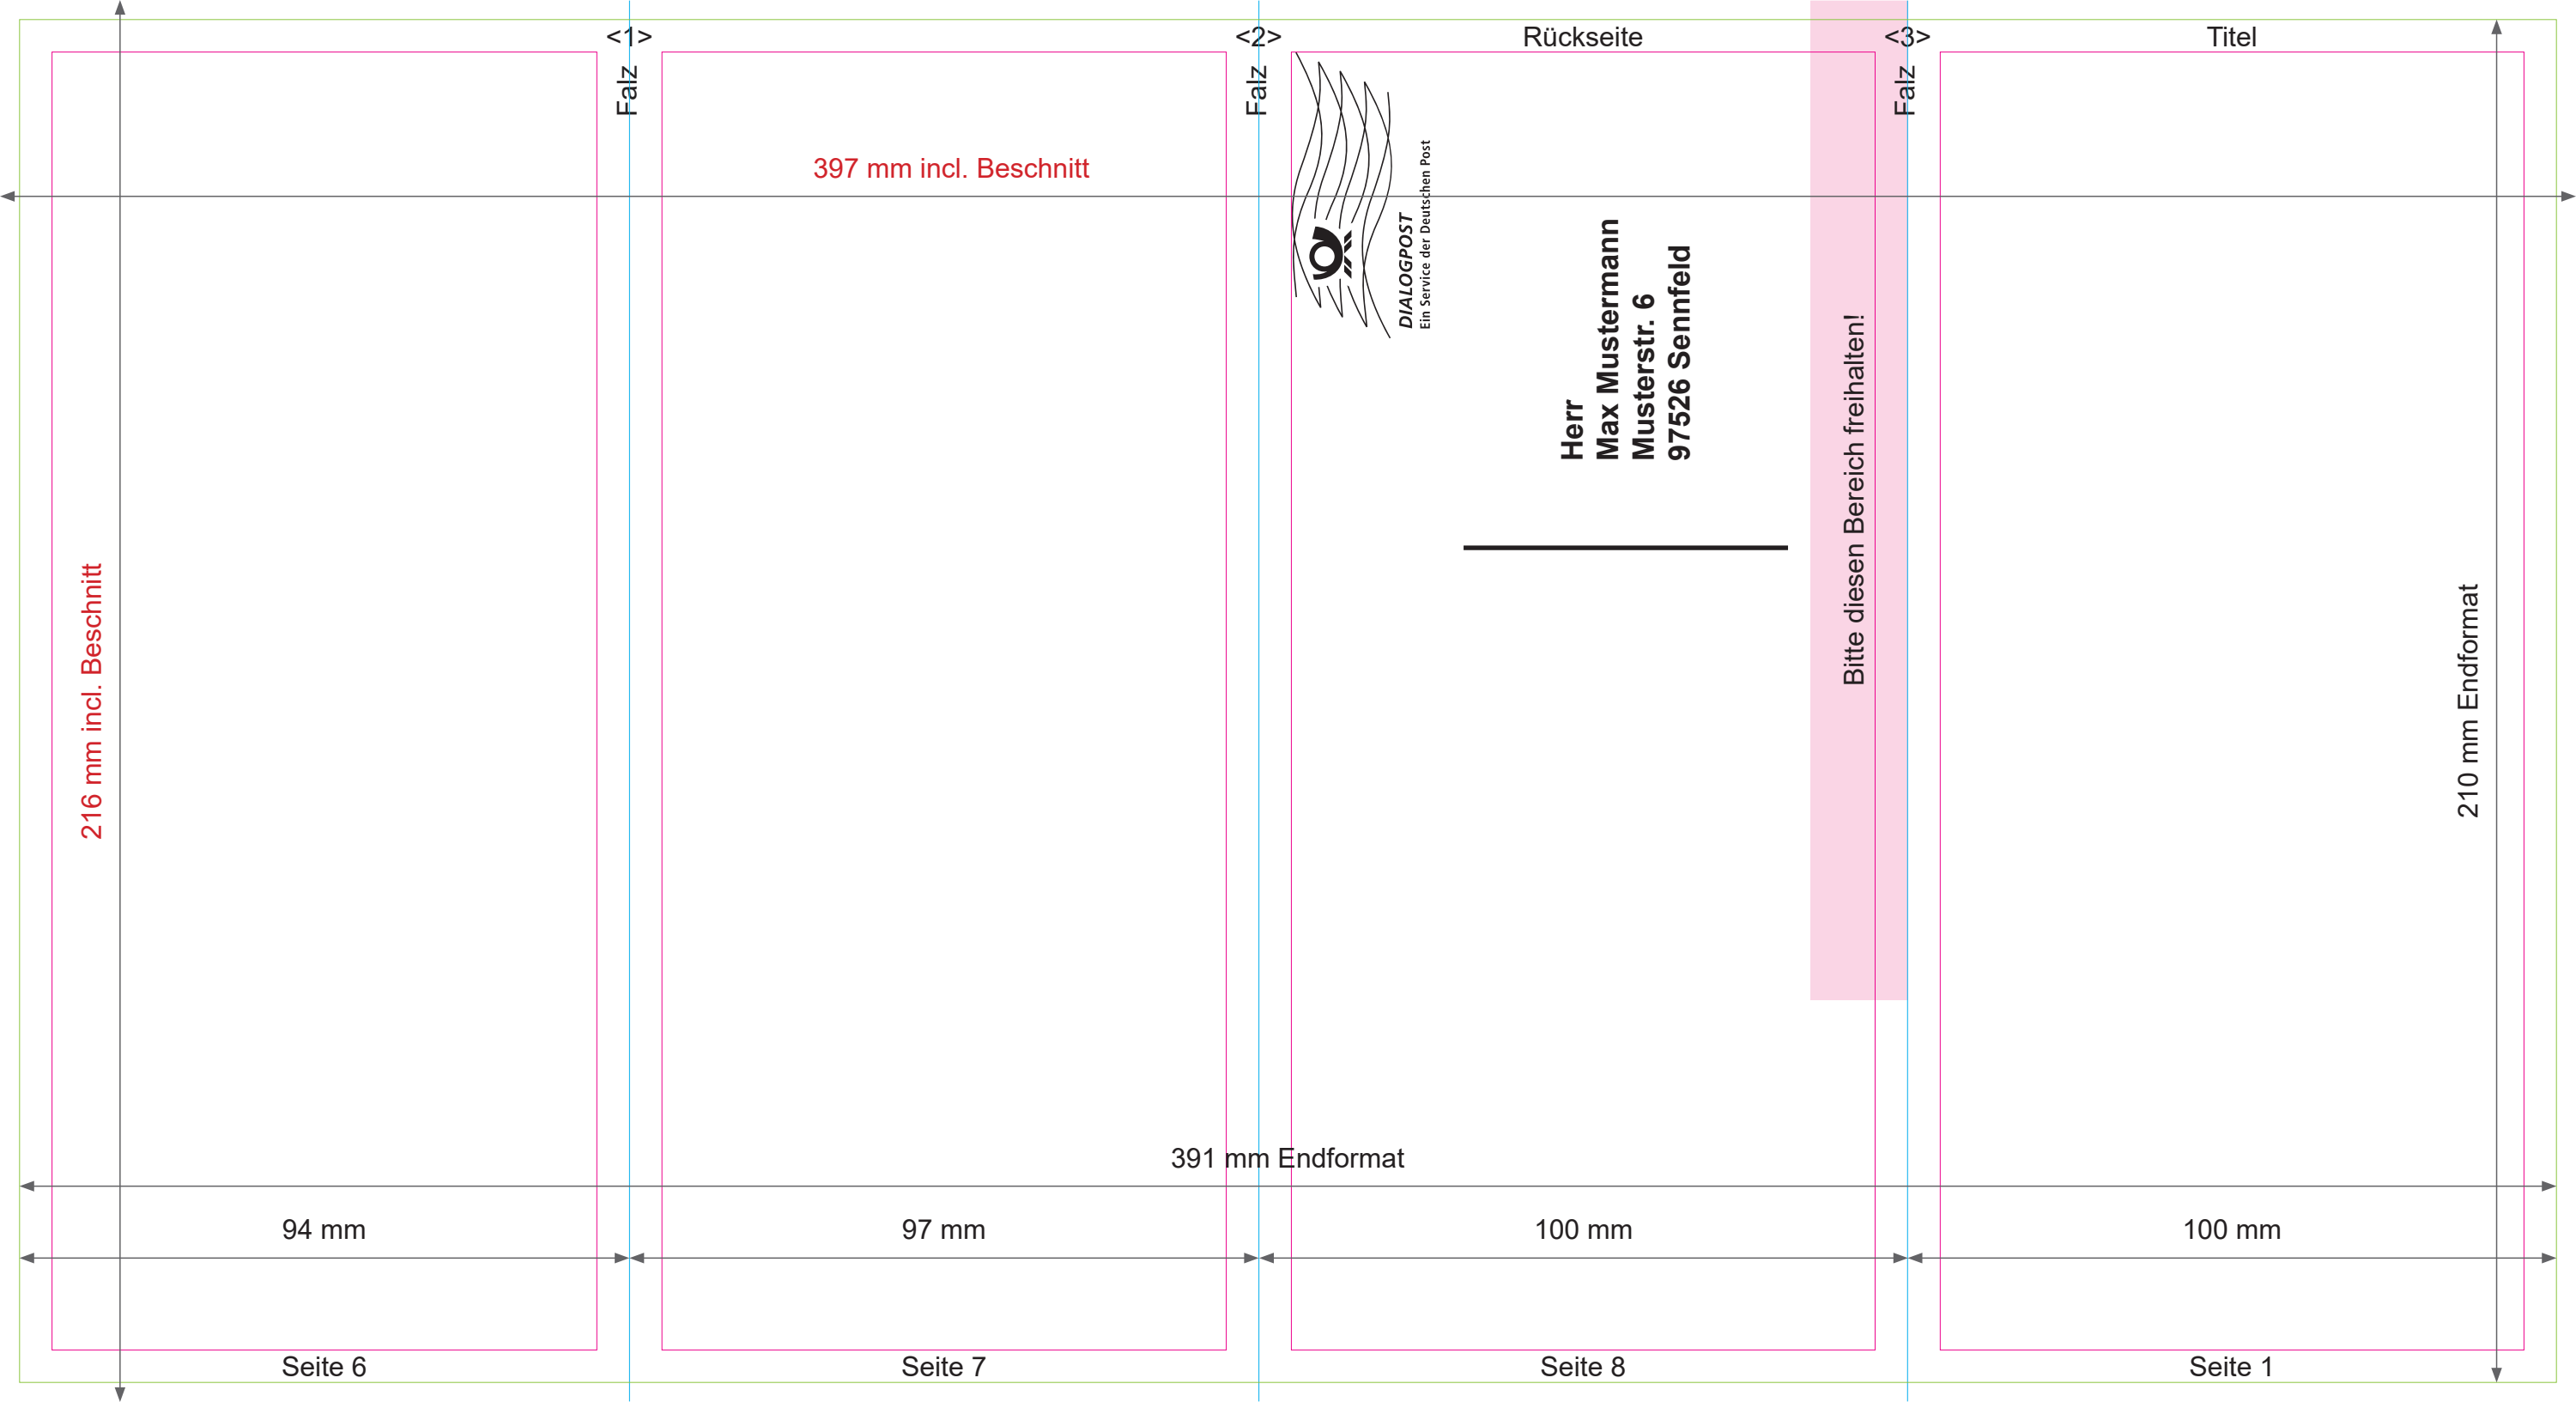 <1>
<2>
Rückseite
<3>
Titel
Falz
Falz
Falz
397 mm incl. Beschnitt
DIALOGPOST
Ein Service der Deutschen Post
Herr
Max Mustermann
Musterstr. 6
97526 Sennfeld
Bitte diesen Bereich freihalten!
216 mm incl. Beschnitt
210 mm Endformat
391 mm Endformat
94 mm
97 mm
100 mm
100 mm
Seite 6
Seite 7
Seite 8
Seite 1